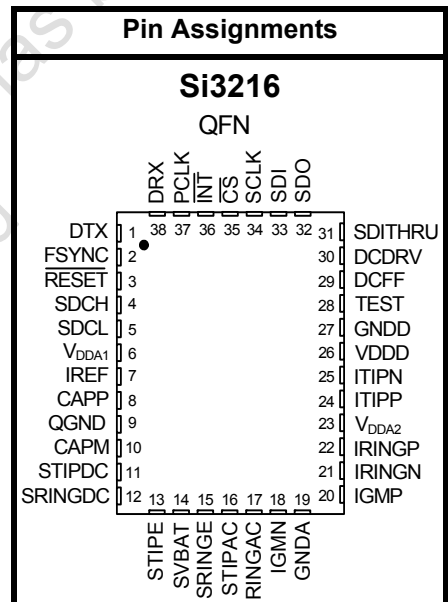 Pin Assignments
Si3216
QFN
DRX
PCLK
INT
CS
SCLK
SDI
SDO
38 37 36 35 34 33 32
DTX 1
FSYNC 2
RESET 3
SDCH 4
SDCL 5
VDDA1 6
IREF 7
CAPP 8
QGND 9
CAPM 10
STIPDC 11
SRINGDC 12
31 SDITHRU
30 DCDRV
29 DCFF
28 TEST
27 GNDD
26 VDDD
25 ITIPN
24 ITIPP
23 VDDA2
22 IRINGP
21 IRINGN
20 IGMP
13 14 15 16 17 18 19
STIPE
SVBAT
SRINGE
STIPAC
RINGAC
IGMN
GNDA